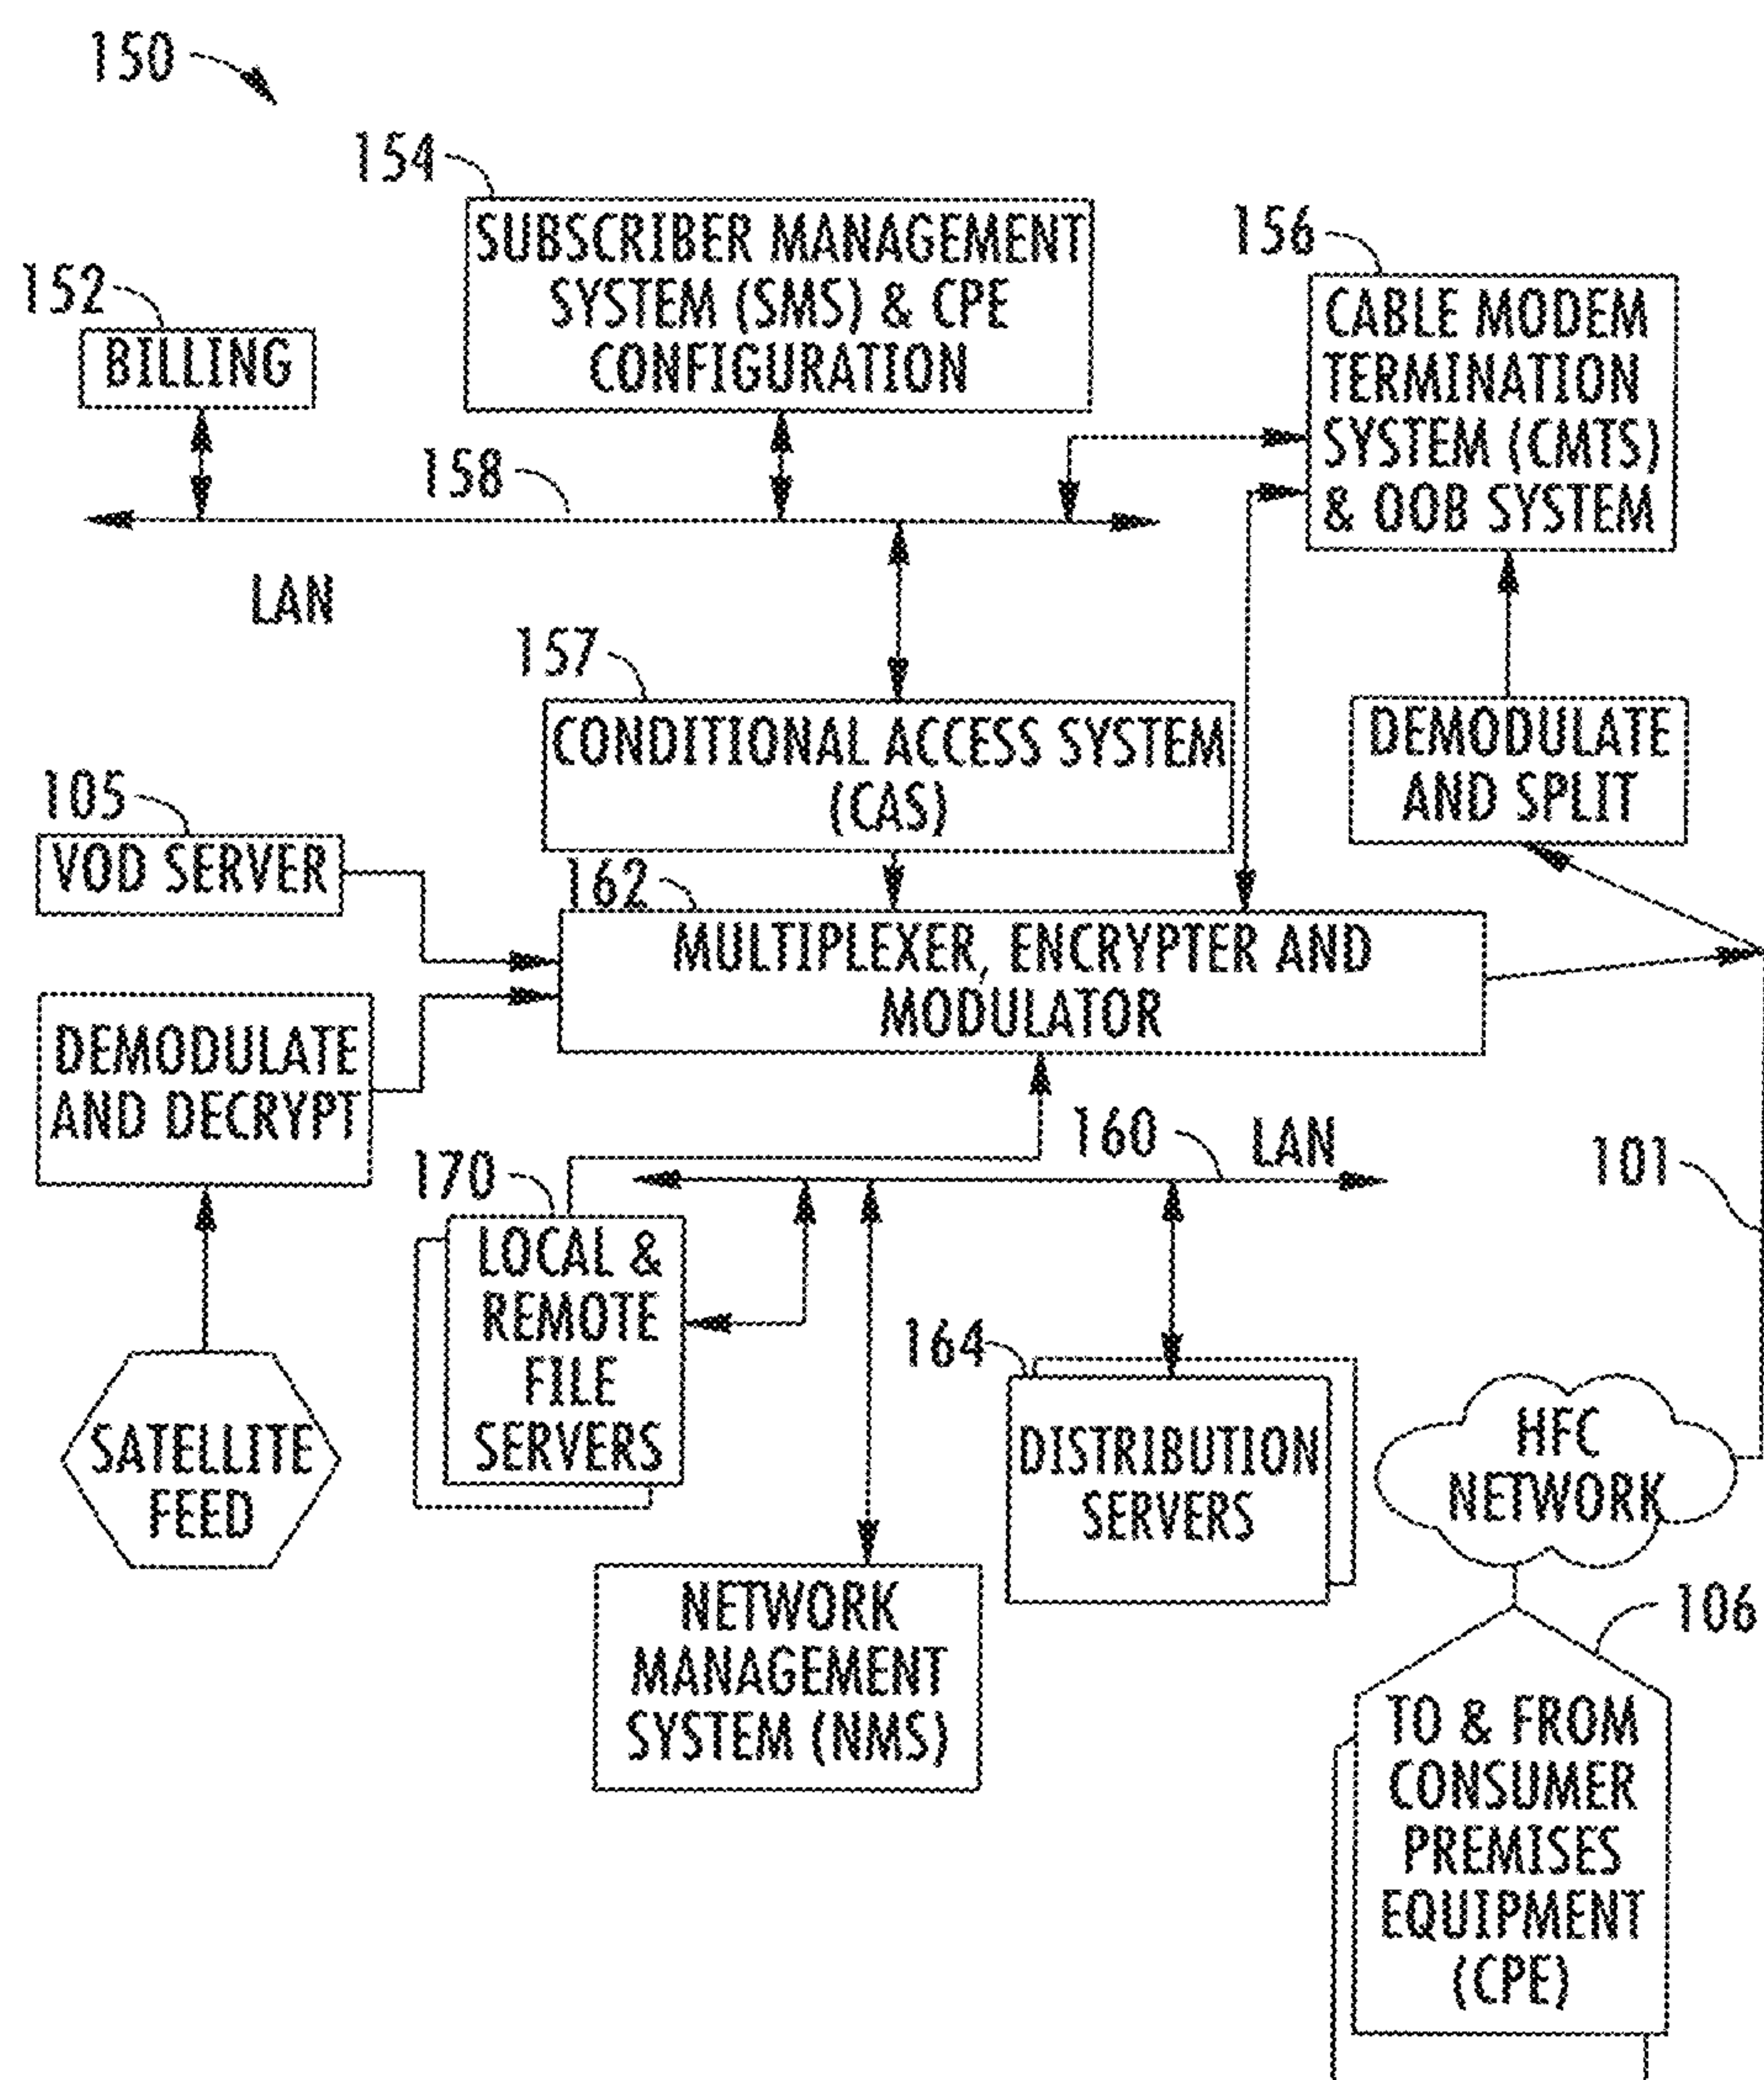 150
154
SUBSCRIBER MANAGEMENT
SYSTEM (SMS) & CPE
CONFIGURATION
156
CABLE MODEM
TERMINATION
SYSTEM (CMTS)
& OOB SYSTEM
152
BILLING
158
LAN
157
CONDITIONAL ACCESS SYSTEM
(CAS)
DEMODULATE
AND SPLIT
105
VOD SERVER
162
MULTIPLEXER, ENCRYPTER AND
MODULATOR
DEMODULATE
AND DECRYPT
160
LAN
101
170
LOCAL &
REMOTE
FILE
SERVERS
164
DISTRIBUTION
SERVERS
SATELLITE
FEED
HFC
NETWORK
NETWORK
MANAGEMENT
SYSTEM (NMS)
106
TO & FROM
CONSUMER
PREMISES
EQUIPMENT
(CPE)